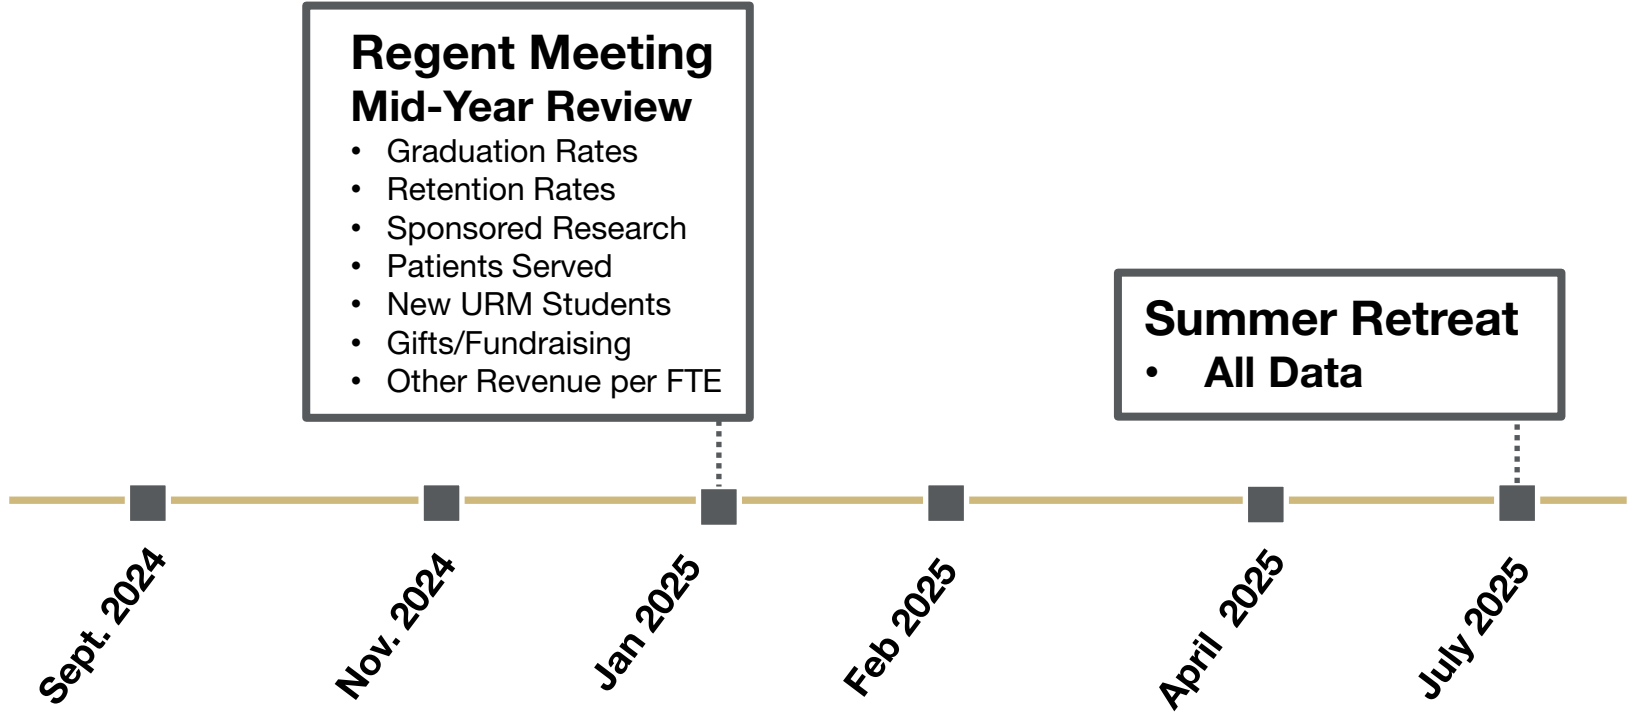 Regent Meeting
Mid-Year Review
• Graduation Rates
• Retention Rates
• Sponsored Research
• Patients Served
• New URM Students
• Gifts/Fundraising
• Other Revenue per FTE
Summer Retreat
• All Data
Sept. 2024
Nov. 2024
Jan 2025
Feb 2025
April 2025
July 2025